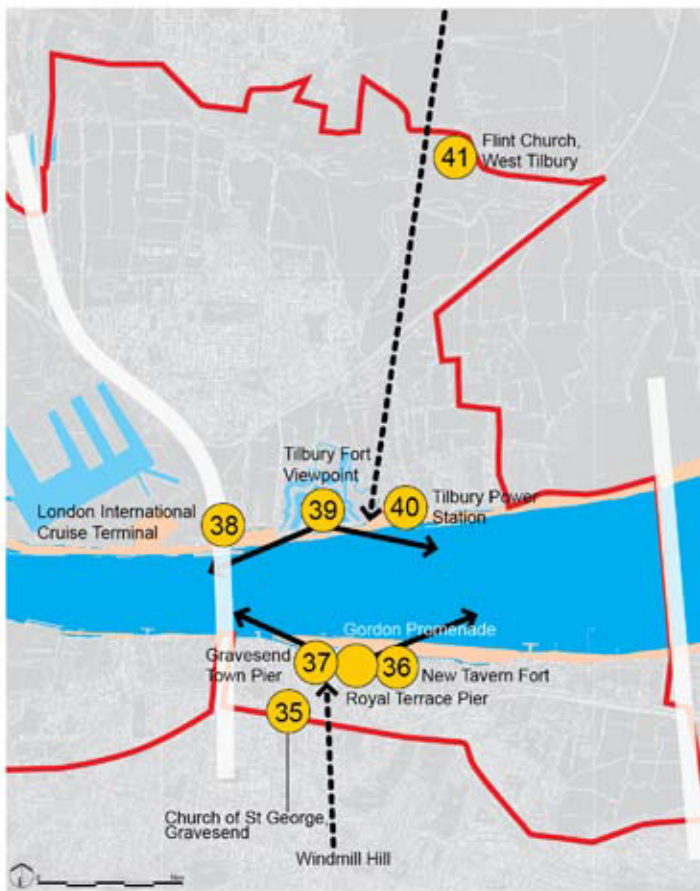 41
Flint Church,
West Tilbury
Tilbury Fort
Viewpoint
London International
Cruise Terminal
38
39
40
Tilbury Power
Station
Gordon Promenade
Gravesend
Town Pier
37
36
New Tavern Fort
Royal Terrace Pier
35
Church of St George,
Gravesend
Windmill Hill